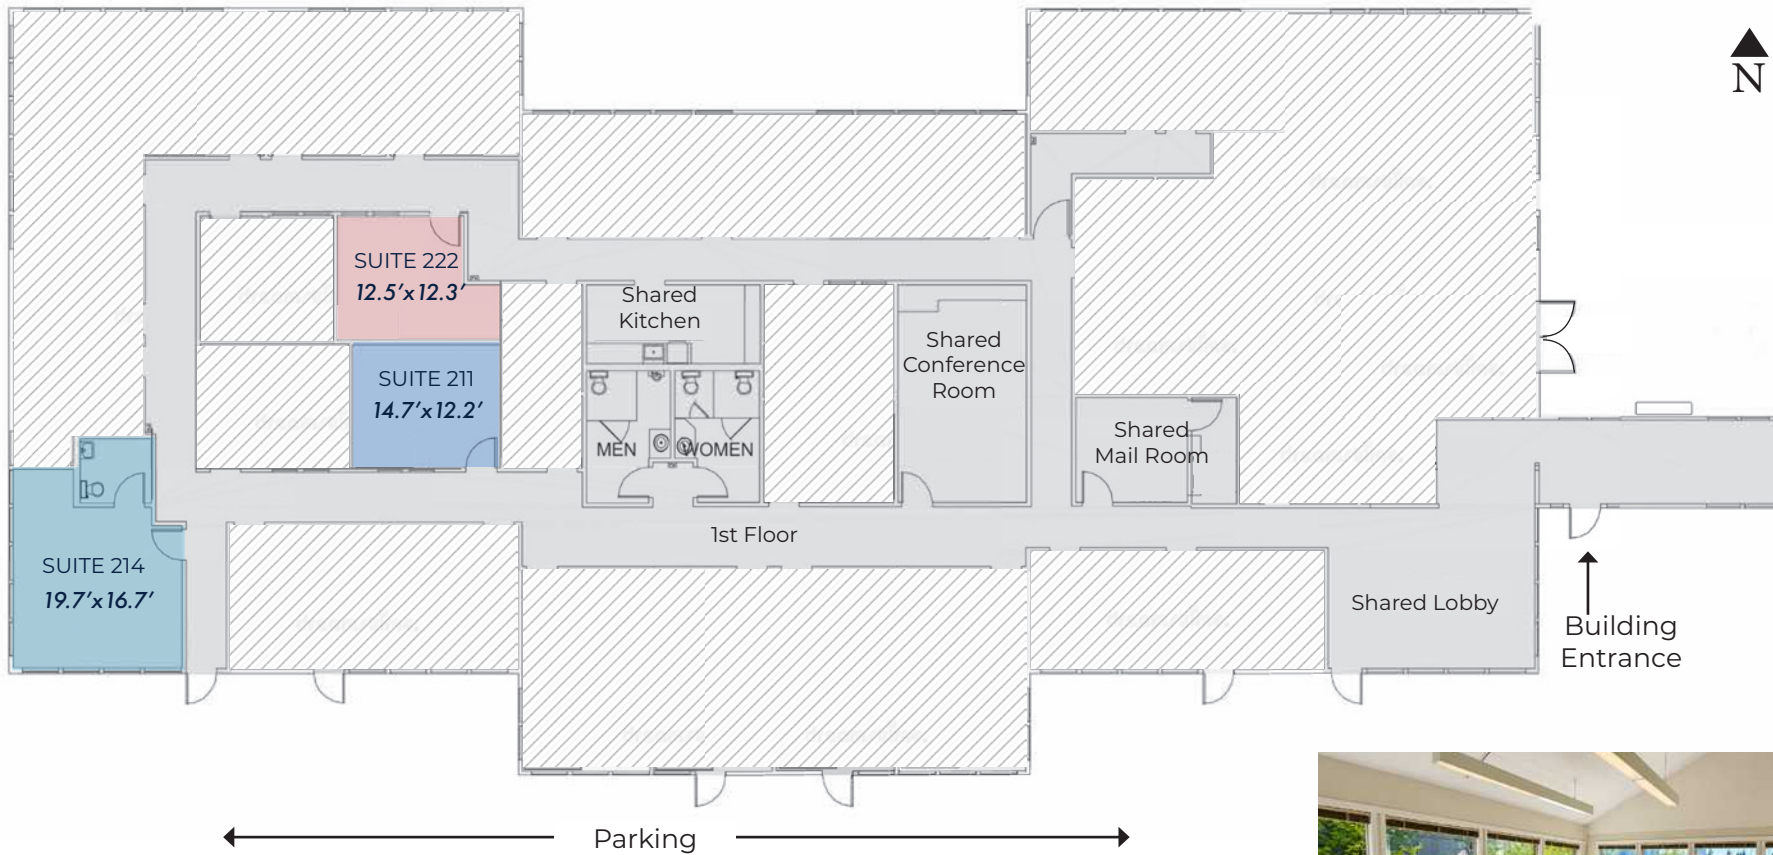 N
SUITE 222
12.5′x12.3′
SUITE 211
14.7′x12.2′
SUITE 214
19.7′x16.7′
Shared
Kitchen
MEN
WOMEN
Shared
Conference
Room
Shared
Mail Room
1st Floor
Shared Lobby
Building
Entrance
Parking